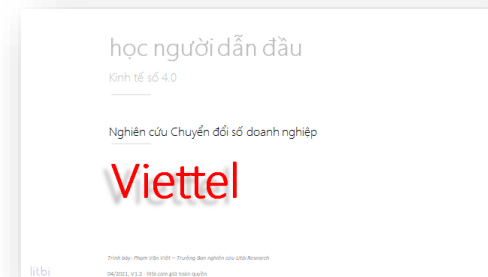 học người dẫn đầu
Kinh tế số 4.0
Nghiên cứu Chuyển đổi số doanh nghiệp
Viettel
Trình bày: Phạm Văn Việt – Trưởng Ban nghiên cứu Litbi Research
litbi
04/2021, V1.2 - litbi.com giữ toàn quyền